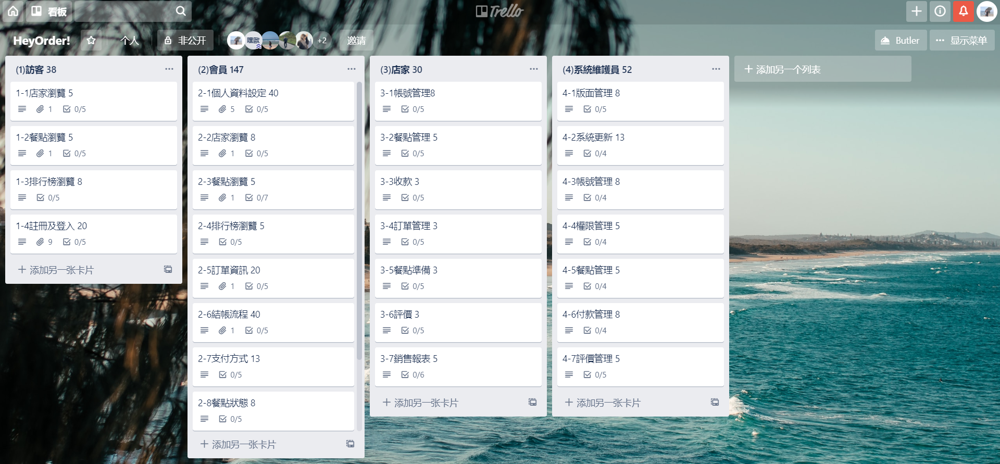 看板
Trello
HeyOrder!
个人
非公开
嘿歐
+2
邀请
Butler
显示菜单
(1)訪客 38
1-1店家瀏覽 5
1 0/5
1-2餐點瀏覽 5
1 0/5
1-3排行榜瀏覽 8
0/5
1-4註冊及登入 20
9 0/5
添加另一张卡片
(2)會員 147
2-1個人資料設定 40
5 0/5
2-2店家瀏覽 8
1 0/5
2-3餐點瀏覽 5
1 0/7
2-4排行榜瀏覽 5
0/5
2-5訂單資訊 20
1 0/5
2-6結帳流程 40
1 0/5
2-7支付方式 13
0/5
2-8餐點狀態 8
0/5
添加另一张卡片
(3)店家 30
3-1帳號管理8
0/5
3-2餐點管理 5
0/5
3-3收款 3
0/5
3-4訂單管理 3
0/5
3-5餐點準備 3
0/5
3-6評價 3
0/5
3-7銷售報表 5
0/6
添加另一张卡片
(4)系統維護員 52
4-1版面管理 8
0/5
4-2系統更新 13
0/4
4-3帳號管理 8
0/4
4-4權限管理 5
0/4
4-5餐點管理 5
0/4
4-6付款管理 8
0/4
4-7評價管理 5
0/5
添加另一张卡片
添加另一个列表